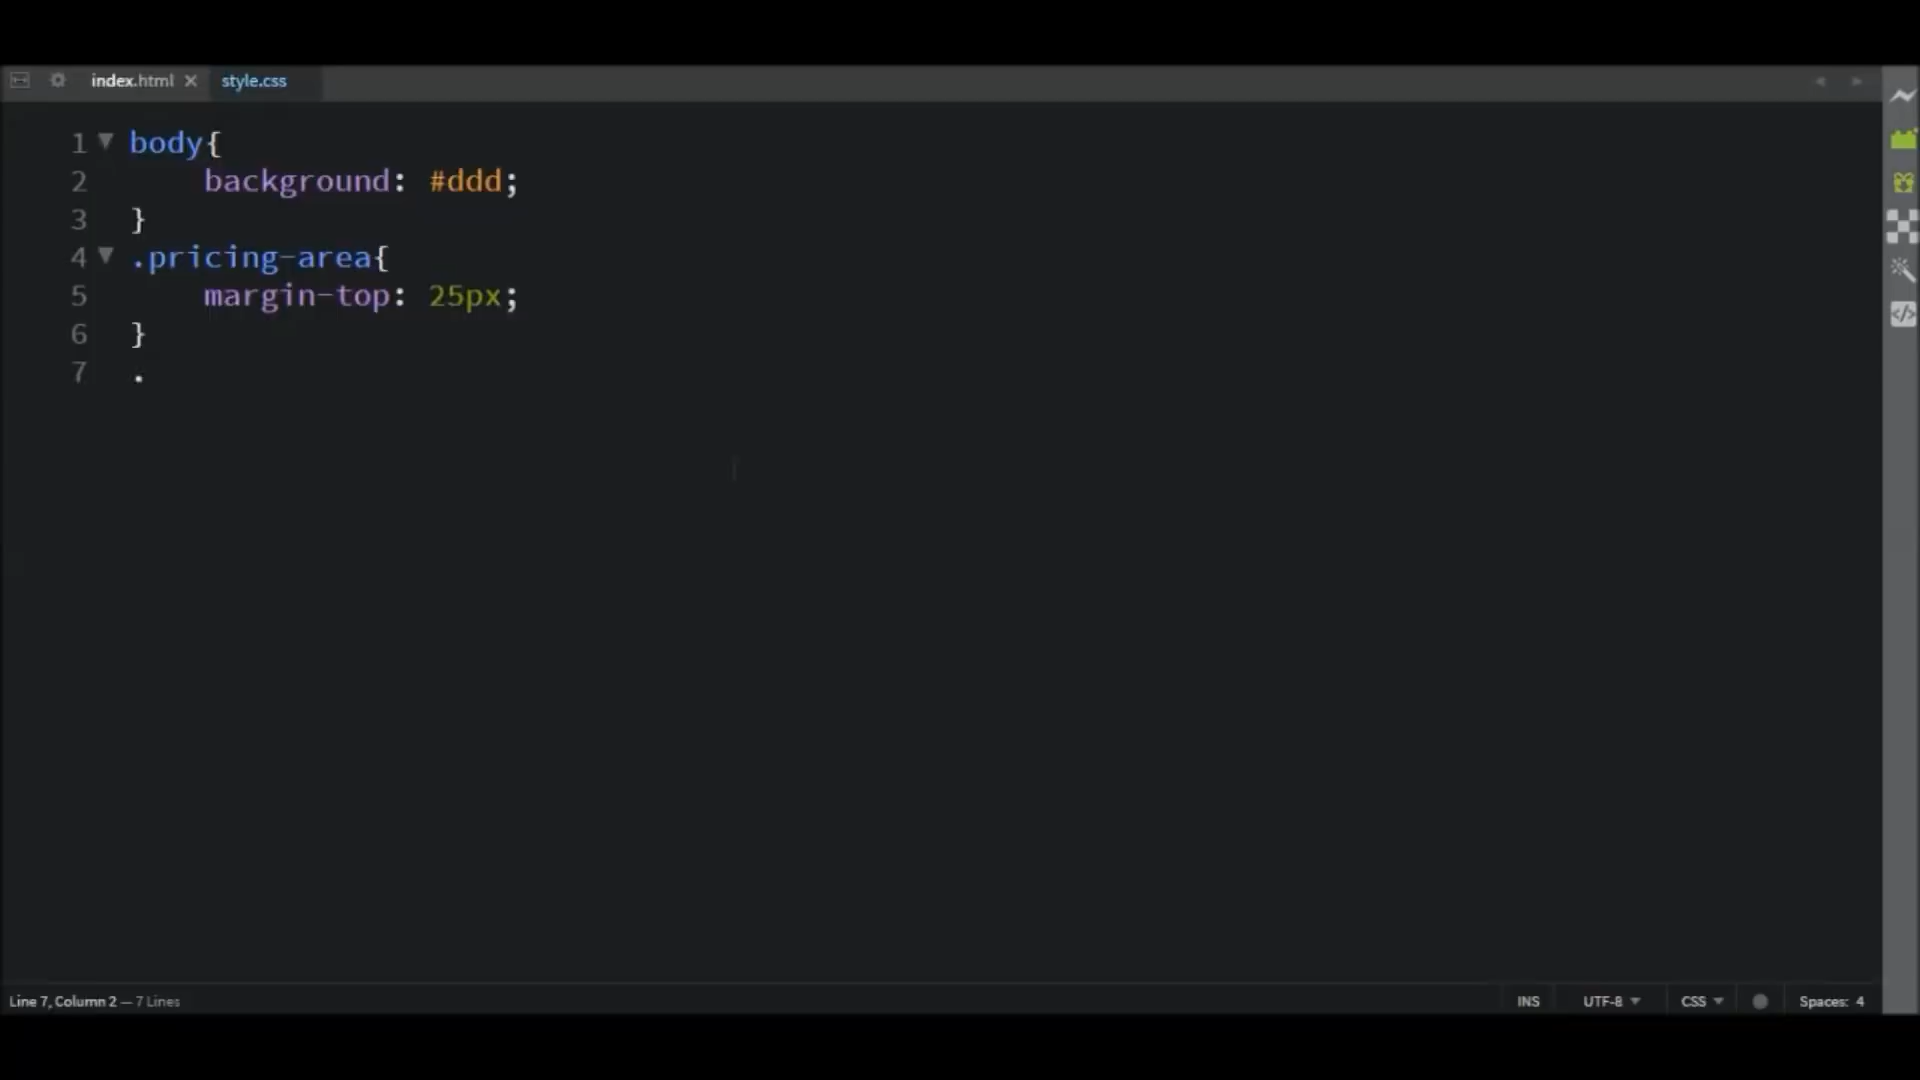 index.html × style.css
1 body{
2 background: #ddd;
3 }
4 .pricing-area{
5 margin-top: 25px;
6 }
7 .
Line 7, Column 2 — 7 Lines INS UTF-8 CSS Spaces: 4